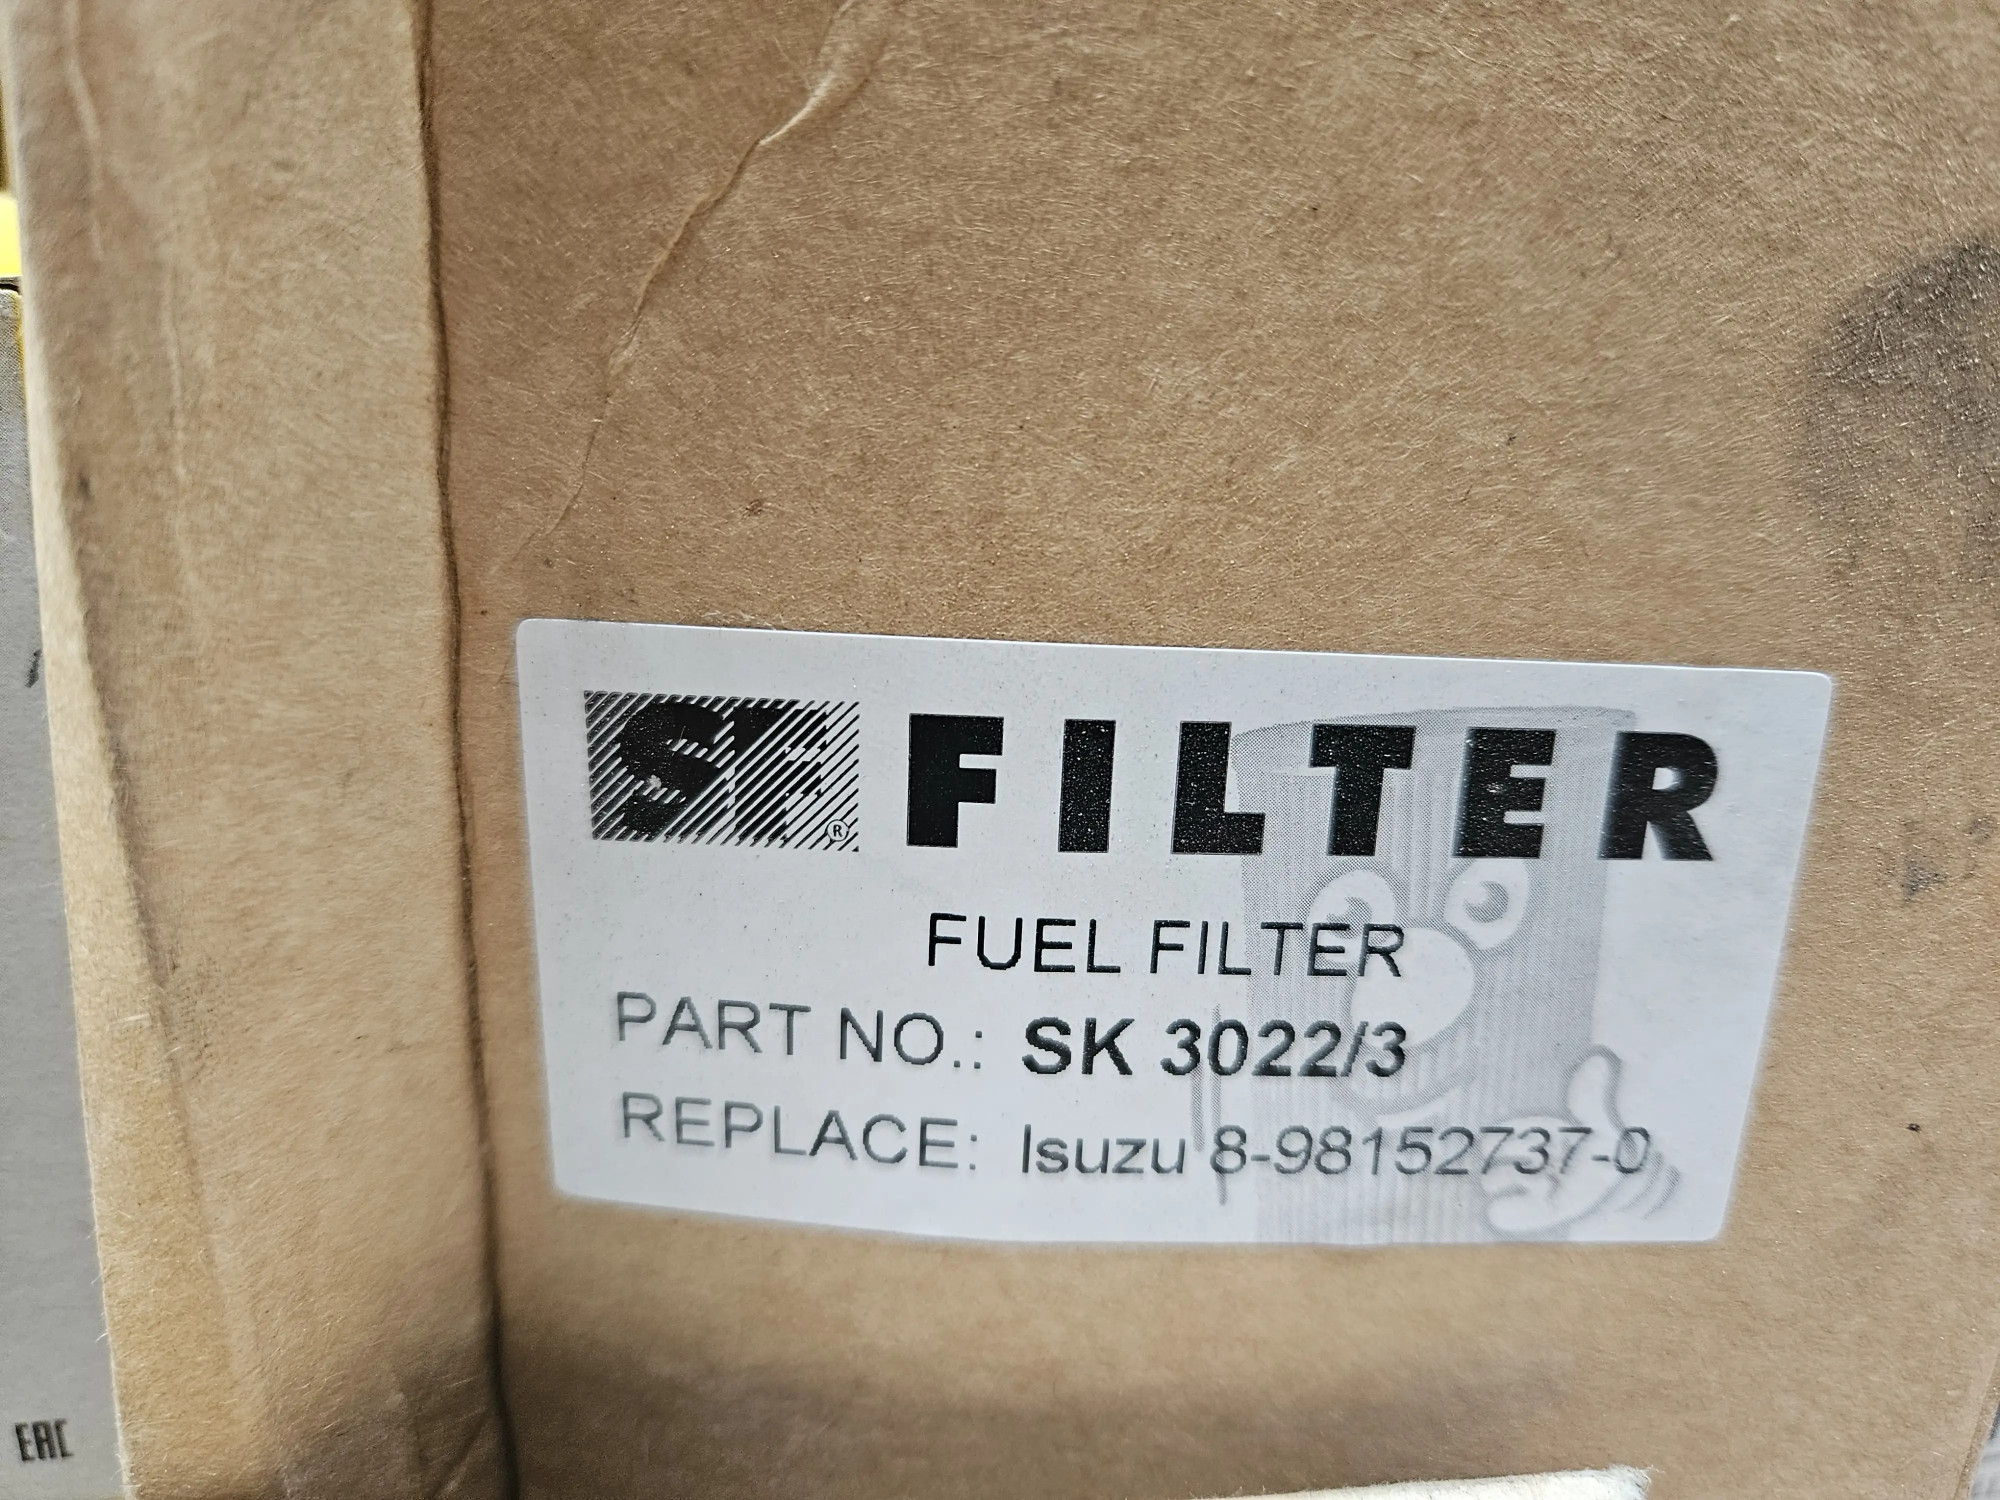 SF ® FILTER
FUEL FILTER
PART NO.: SK 3022/3
REPLACE: Isuzu 8-98152737-0
EAC